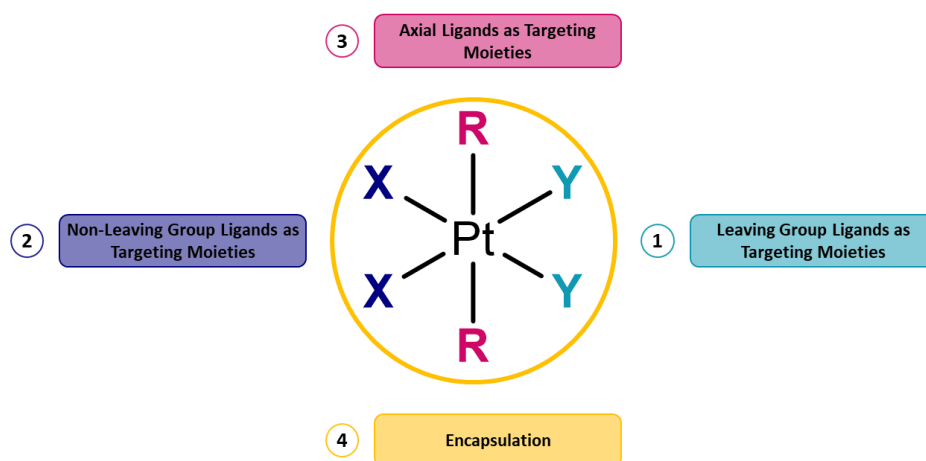 3
Axial Ligands as Targeting
Moieties
R
X
Y
2
Non-Leaving Group Ligands as
Targeting Moieties
Pt
1
Leaving Group Ligands as
Targeting Moieties
X
Y
R
4
Encapsulation